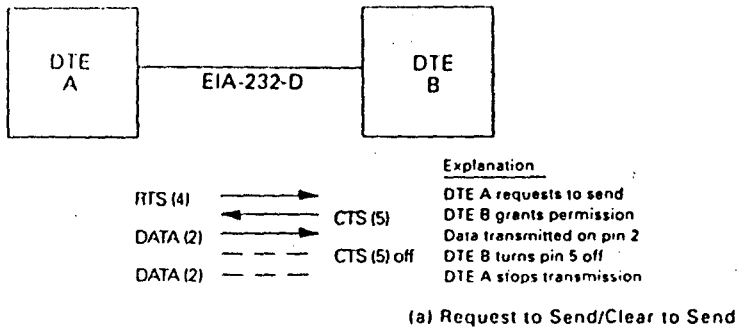 DTE
A
EIA-232-D
DTE
B
Explanation
RTS (4) DTE A requests to send
CTS (5) DTE B grants permission
DATA (2) Data transmitted on pin 2
CTS (5) off DTE B turns pin 5 off
DATA (2) DTE A stops transmission
(a) Request to Send/Clear to Send